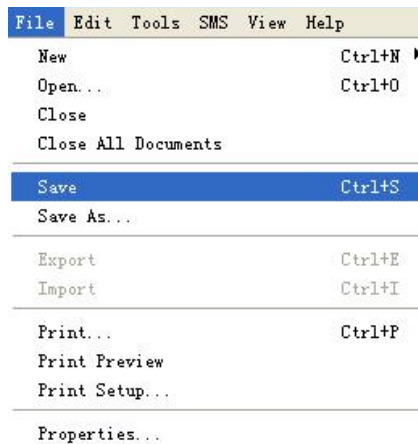 File Edit Tools SMS View Help
New Ctrl+N
Open... Ctrl+O
Close
Close All Documents
Save Ctrl+S
Save As...
Export Ctrl+E
Import Ctrl+I
Print... Ctrl+P
Print Preview
Print Setup...
Properties...